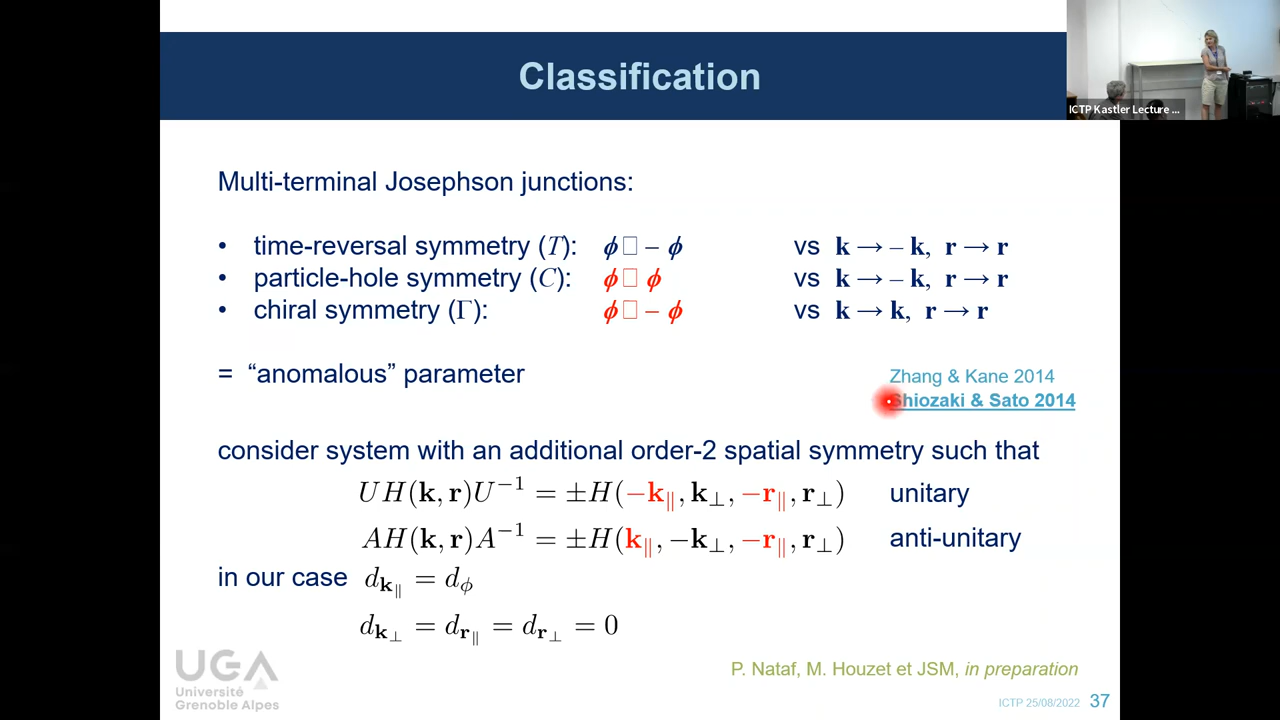 Classification
ICTP Kastler Lecture ...
Multi-terminal Josephson junctions:
• time-reversal symmetry (T): ϕ□ – ϕ vs k → – k, r → r
• particle-hole symmetry (C): ϕ□ ϕ vs k → – k, r → r
• chiral symmetry (Γ): ϕ□ – ϕ vs k → k, r → r
= “anomalous” parameter
Zhang & Kane 2014
Shiozaki & Sato 2014
consider system with an additional order-2 spatial symmetry such that
UH(k, r)U⁻¹ = ±H(−k∥, k⊥, −r∥, r⊥) unitary
AH(k, r)A⁻¹ = ±H(k∥, −k⊥, −r∥, r⊥) anti-unitary
in our case d_k∥ = d_ϕ
d_k⊥ = d_r∥ = d_r⊥ = 0
UGA
Université
Grenoble Alpes
P. Nataf, M. Houzet et JSM, in preparation
ICTP 25/08/2022 37